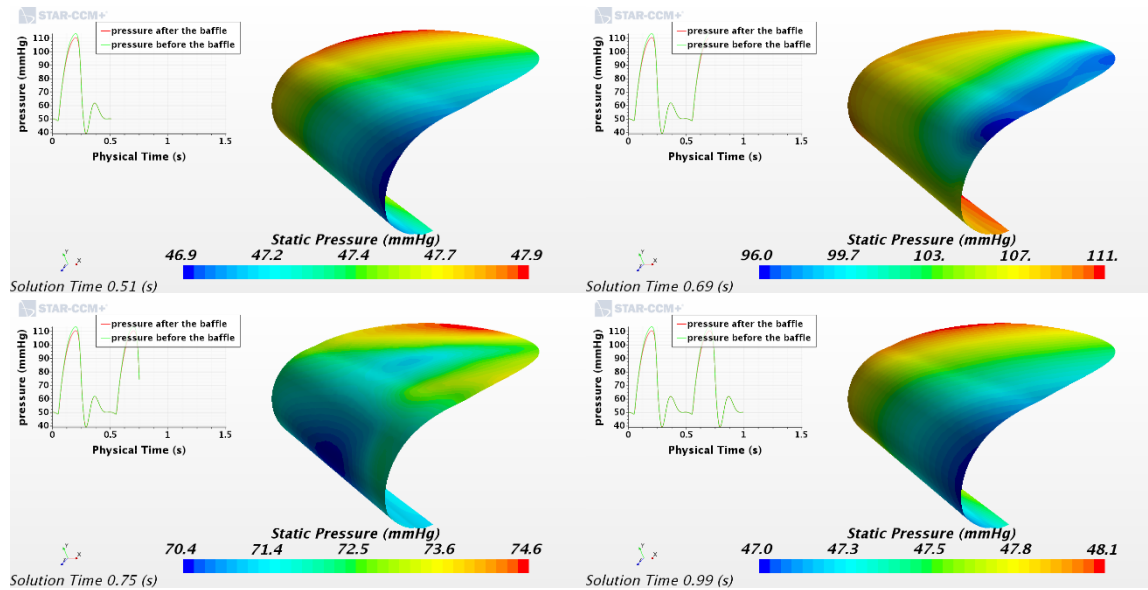 STAR-CCM+
pressure after the baffle
pressure before the baffle
pressure (mmHg)
110
100
90
80
70
60
50
40
0
0.5
1
1.5
Physical Time (s)
Static Pressure (mmHg)
46.9
47.2
47.4
47.7
47.9
Y
X
Z
Solution Time 0.51 (s)
STAR-CCM+
pressure after the baffle
pressure before the baffle
pressure (mmHg)
110
100
90
80
70
60
50
40
0
0.5
1
1.5
Physical Time (s)
Static Pressure (mmHg)
96.0
99.7
103.
107.
111.
Y
X
Z
Solution Time 0.69 (s)
STAR-CCM+
pressure after the baffle
pressure before the baffle
pressure (mmHg)
110
100
90
80
70
60
50
40
0
0.5
1
1.5
Physical Time (s)
Static Pressure (mmHg)
70.4
71.4
72.5
73.6
74.6
Y
X
Z
Solution Time 0.75 (s)
STAR-CCM+
pressure after the baffle
pressure before the baffle
pressure (mmHg)
110
100
90
80
70
60
50
40
0
0.5
1
1.5
Physical Time (s)
Static Pressure (mmHg)
47.0
47.3
47.5
47.8
48.1
Y
X
Z
Solution Time 0.99 (s)